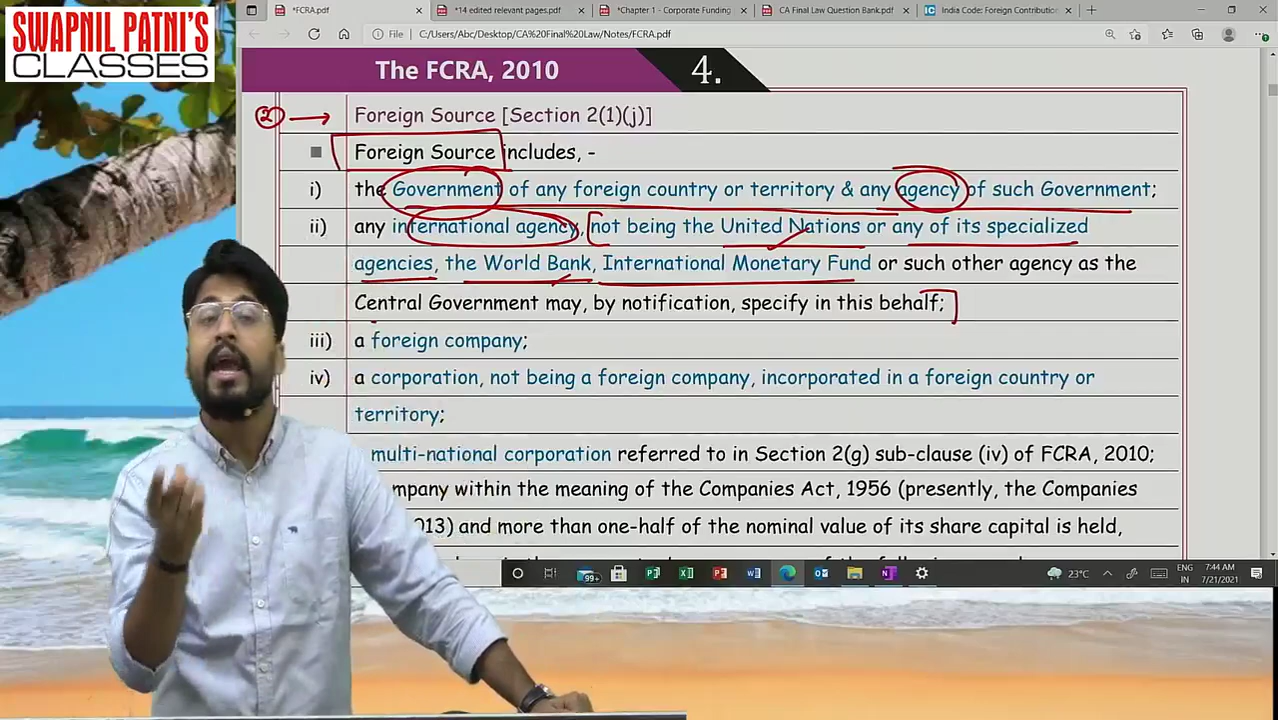 SWAPNIL PATNI'S
CLASSES
*FCRA.pdf
*14 edited relevant pages.pdf
*Chapter 1 - Corporate Funding
CA Final Law Question Bank.pdf
India Code: Foreign Contribution
File
C:/Users/Abc/Desktop/CA%20Final%20Law/Notes/FCRA.pdf
The FCRA, 2010
4.
2 → Foreign Source [Section 2(1)(j)]
■ Foreign Source includes, -
i) the Government of any foreign country or territory & any agency of such Government;
ii) any international agency, not being the United Nations or any of its specialized
agencies, the World Bank, International Monetary Fund or such other agency as the
Central Government may, by notification, specify in this behalf;
iii) a foreign company;
iv) a corporation, not being a foreign company, incorporated in a foreign country or
territory;
multi-national corporation referred to in Section 2(g) sub-clause (iv) of FCRA, 2010;
mpany within the meaning of the Companies Act, 1956 (presently, the Companies
013) and more than one-half of the nominal value of its share capital is held,
99+
23°C
ENG
IN
7:44 AM
7/21/2021